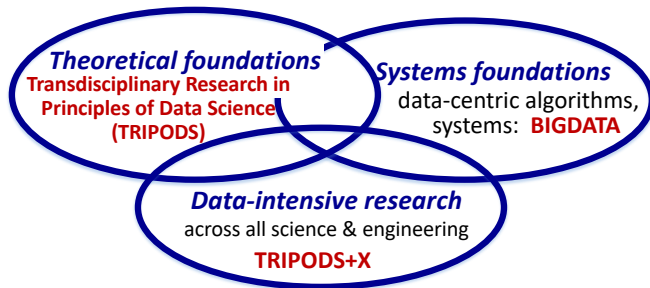 Theoretical foundations
Transdisciplinary Research in
Principles of Data Science
(TRIPODS)
Systems foundations
data-centric algorithms,
systems: BIGDATA
Data-intensive research
across all science & engineering
TRIPODS+X